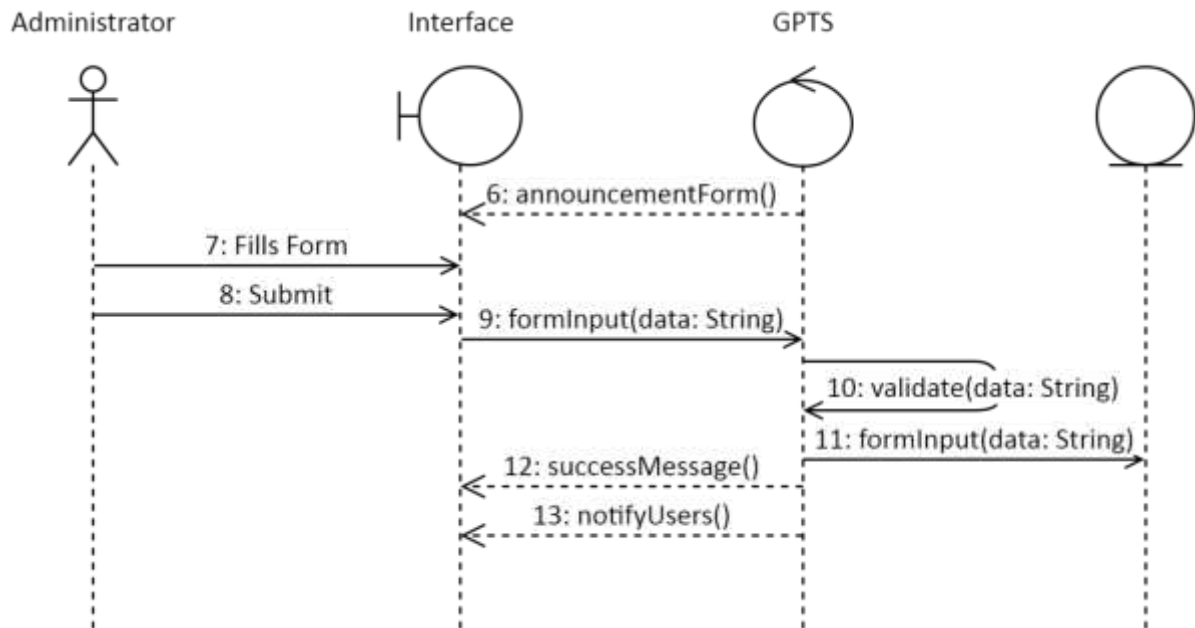 Administrator
Interface
GPTS
6: announcementForm()
7: Fills Form
8: Submit
9: formInput(data: String)
10: validate(data: String)
11: formInput(data: String)
12: successMessage()
13: notifyUsers()